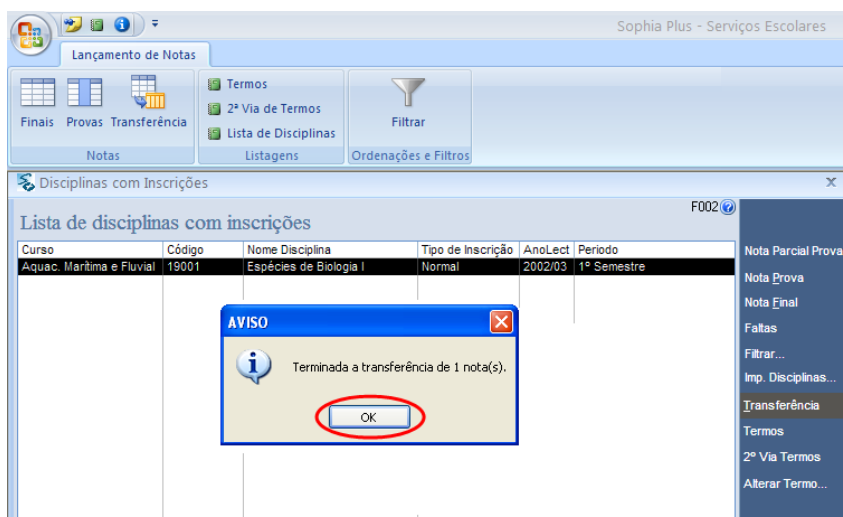 Sophia Plus - Serviços Escolares
Lançamento de Notas
Finais Provas Transferência
Notas
Termos
2ª Via de Termos
Lista de Disciplinas
Listagens
Filtrar
Ordenações e Filtros
Disciplinas com Inscrições
F002
Lista de disciplinas com inscrições
Curso Código Nome Disciplina Tipo de Inscrição AnoLect Periodo
Aquac. Marítima e Fluvial 19001 Espécies de Biologia I Normal 2002/03 1º Semestre
AVISO
Terminada a transferência de 1 nota(s).
OK
Nota Parcial Prova
Nota Prova
Nota Final
Faltas
Filtrar...
Imp. Disciplinas...
Transferência
Termos
2º Via Termos
Alterar Termo...